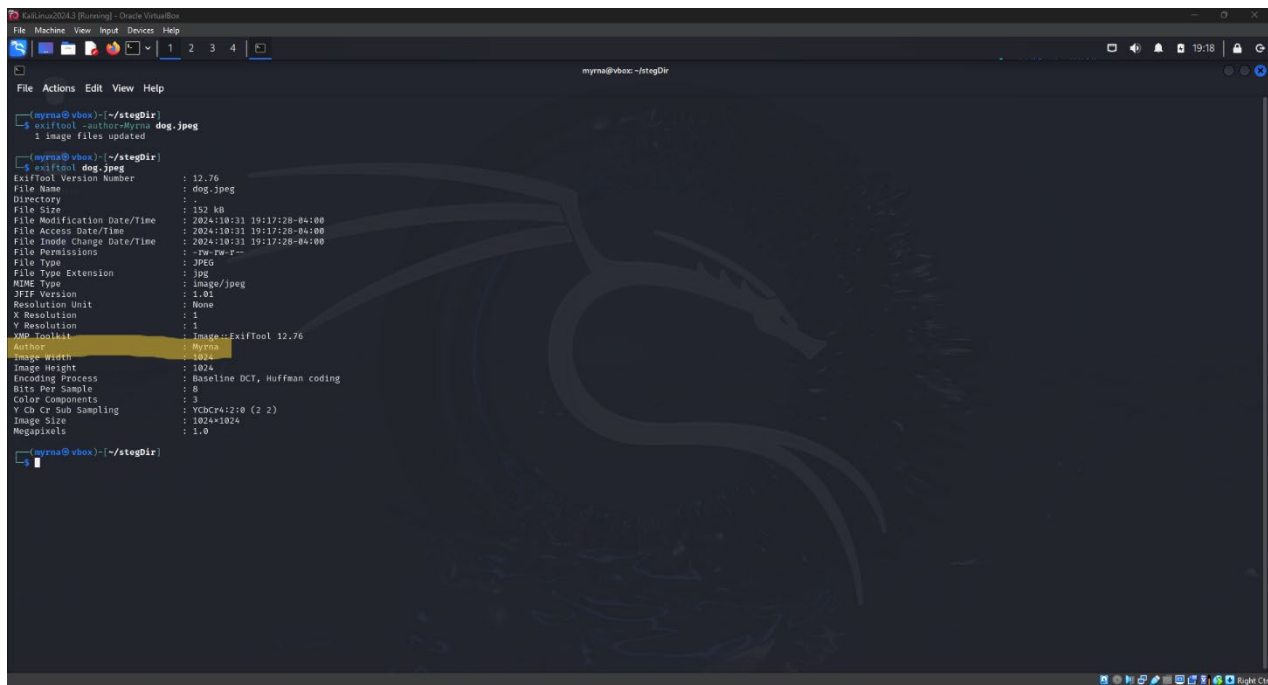 KaliLinux2024.3 [Running] - Oracle VirtualBox
File Machine View Input Devices Help
1 2 3 4
19:18
myrna@vbox: ~/stegDir
File Actions Edit View Help
┌──(myrna㉿vbox)-[~/stegDir]
└─$ exiftool -author=Myrna dog.jpeg
1 image files updated
┌──(myrna㉿vbox)-[~/stegDir]
└─$ exiftool dog.jpeg
ExifTool Version Number : 12.76
File Name : dog.jpeg
Directory : .
File Size : 152 kB
File Modification Date/Time : 2024:10:31 19:17:28-04:00
File Access Date/Time : 2024:10:31 19:17:28-04:00
File Inode Change Date/Time : 2024:10:31 19:17:28-04:00
File Permissions : -rw-rw-r--
File Type : JPEG
File Type Extension : jpg
MIME Type : image/jpeg
JFIF Version : 1.01
Resolution Unit : None
X Resolution : 1
Y Resolution : 1
XMP Toolkit : Image::ExifTool 12.76
Author : Myrna
Image Width : 1024
Image Height : 1024
Encoding Process : Baseline DCT, Huffman coding
Bits Per Sample : 8
Color Components : 3
Y Cb Cr Sub Sampling : YCbCr4:2:0 (2 2)
Image Size : 1024×1024
Megapixels : 1.0
┌──(myrna㉿vbox)-[~/stegDir]
└─$
Right Ctrl